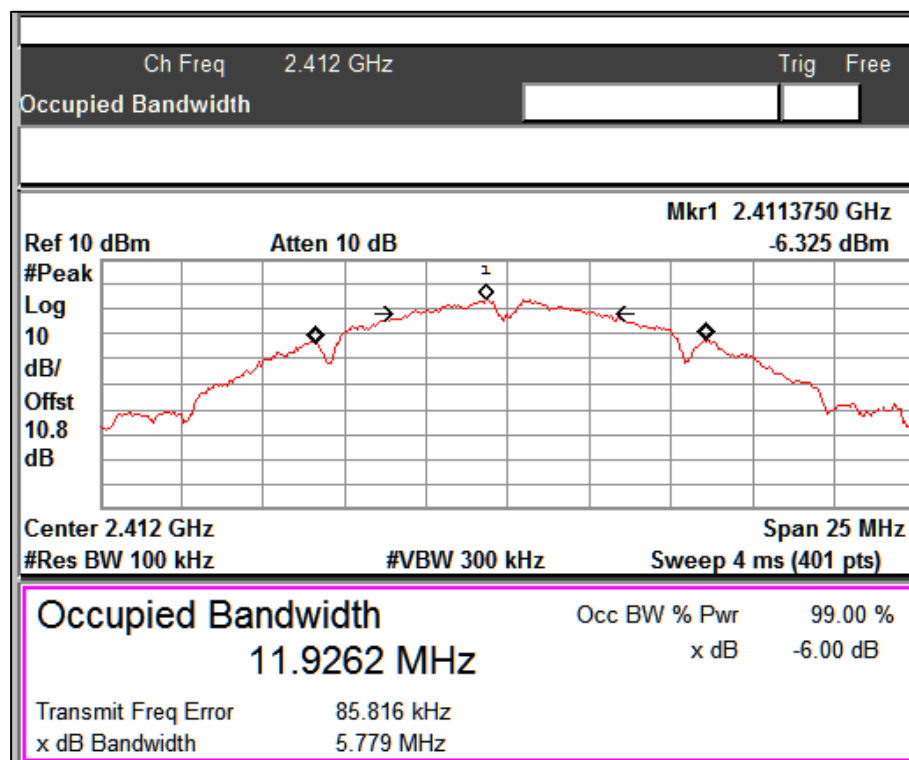 Ch Freq 2.412 GHz Trig Free
Occupied Bandwidth
Mkr1 2.4113750 GHz
Ref 10 dBm Atten 10 dB -6.325 dBm
#Peak
1
Log
10
dB/
Offst
10.8
dB
Center 2.412 GHz Span 25 MHz
#Res BW 100 kHz #VBW 300 kHz Sweep 4 ms (401 pts)
Occupied Bandwidth Occ BW % Pwr 99.00 %
11.9262 MHz x dB -6.00 dB
Transmit Freq Error 85.816 kHz
x dB Bandwidth 5.779 MHz